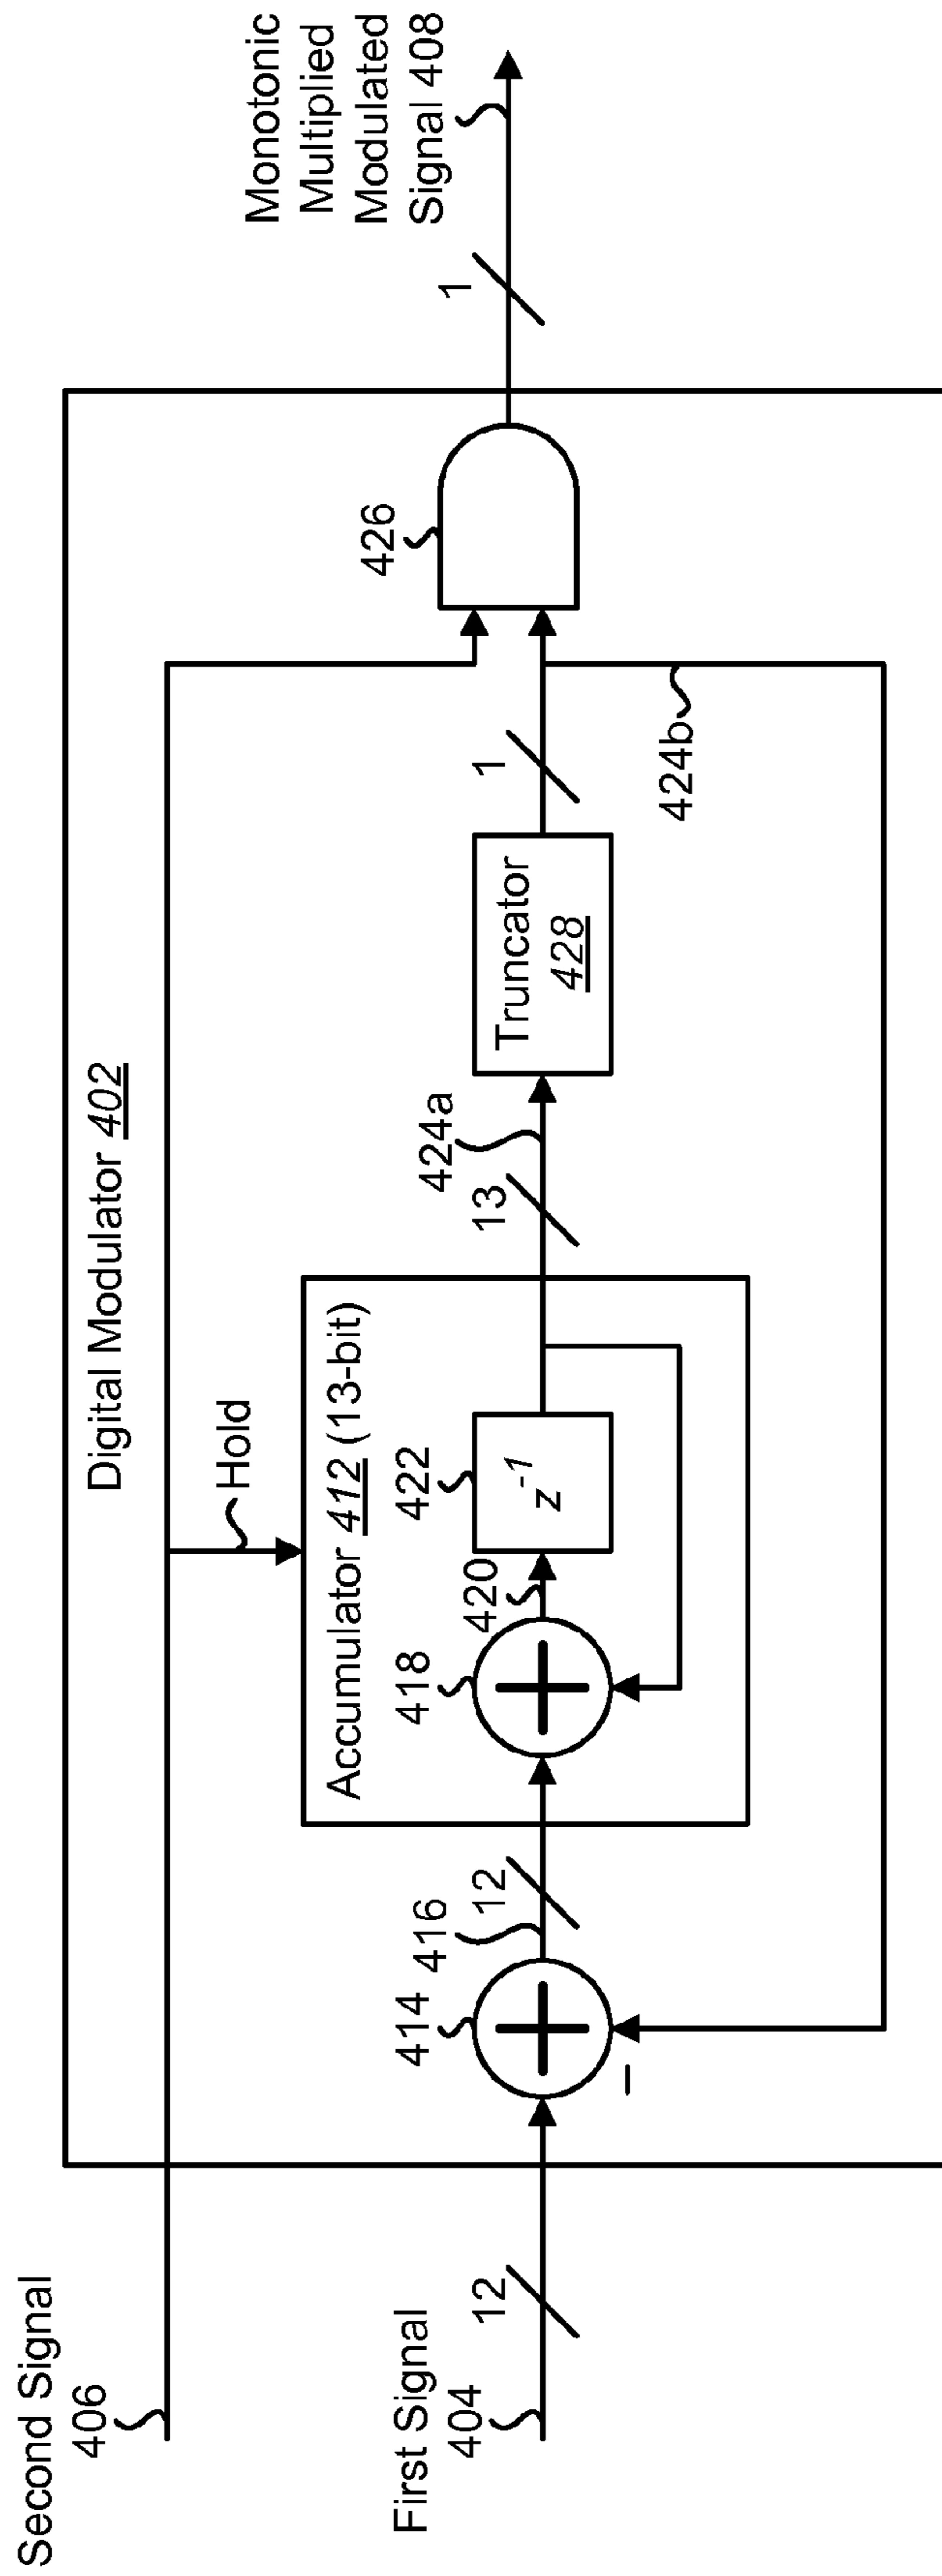 Second Signal
406
First Signal
404
12
Digital Modulator 402
Hold
414
416
12
–
Accumulator 412 (13-bit)
418
420
422
z-1
13
424a
Truncator
428
1
424b
426
1
Monotonic
Multiplied
Modulated
Signal 408